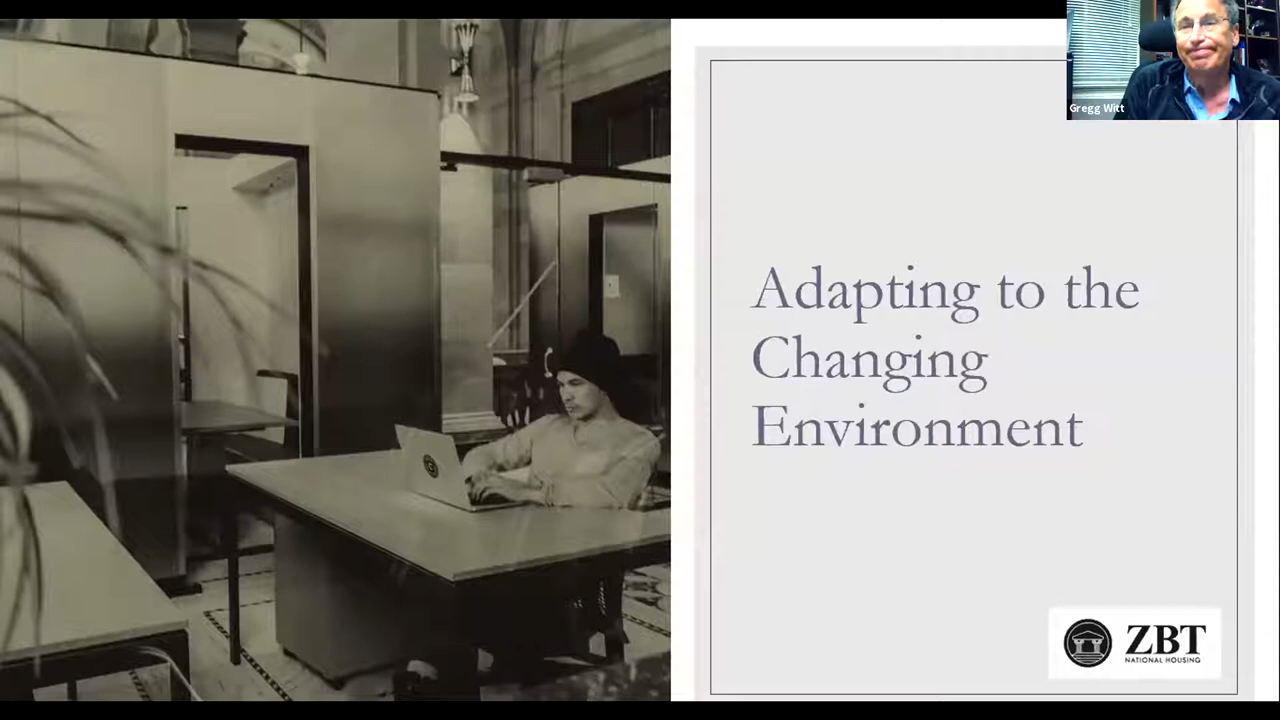 Gregg Witt
Adapting to the
Changing
Environment
ZBT
NATIONAL HOUSING